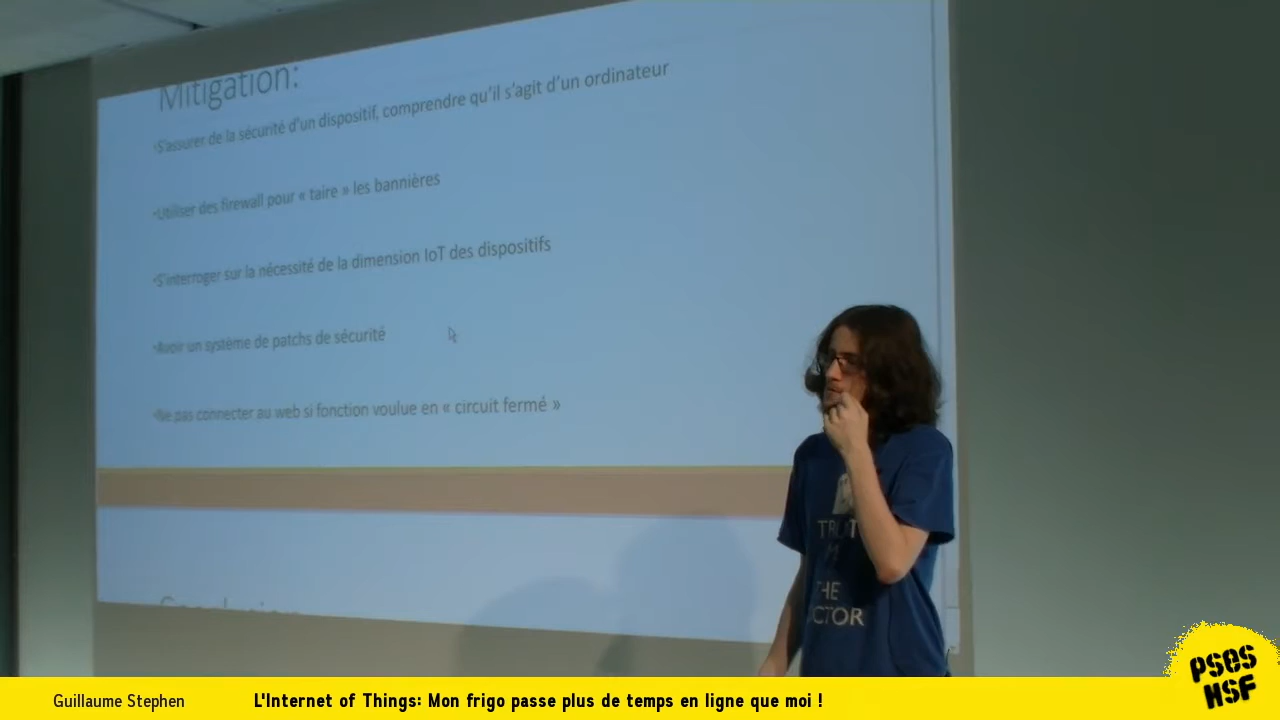 Mitigation:
•S'assurer de la sécurité d'un dispositif, comprendre qu'il s'agit d'un ordinateur
•Utiliser des firewall pour « taire » les bannières
•S'interroger sur la nécessité de la dimension IoT des dispositifs
•Avoir un système de patchs de sécurité
•Ne pas connecter au web si fonction voulue en « circuit fermé »
THE
Guillaume Stephen
L'Internet of Things: Mon frigo passe plus de temps en ligne que moi !
PSES
HSF